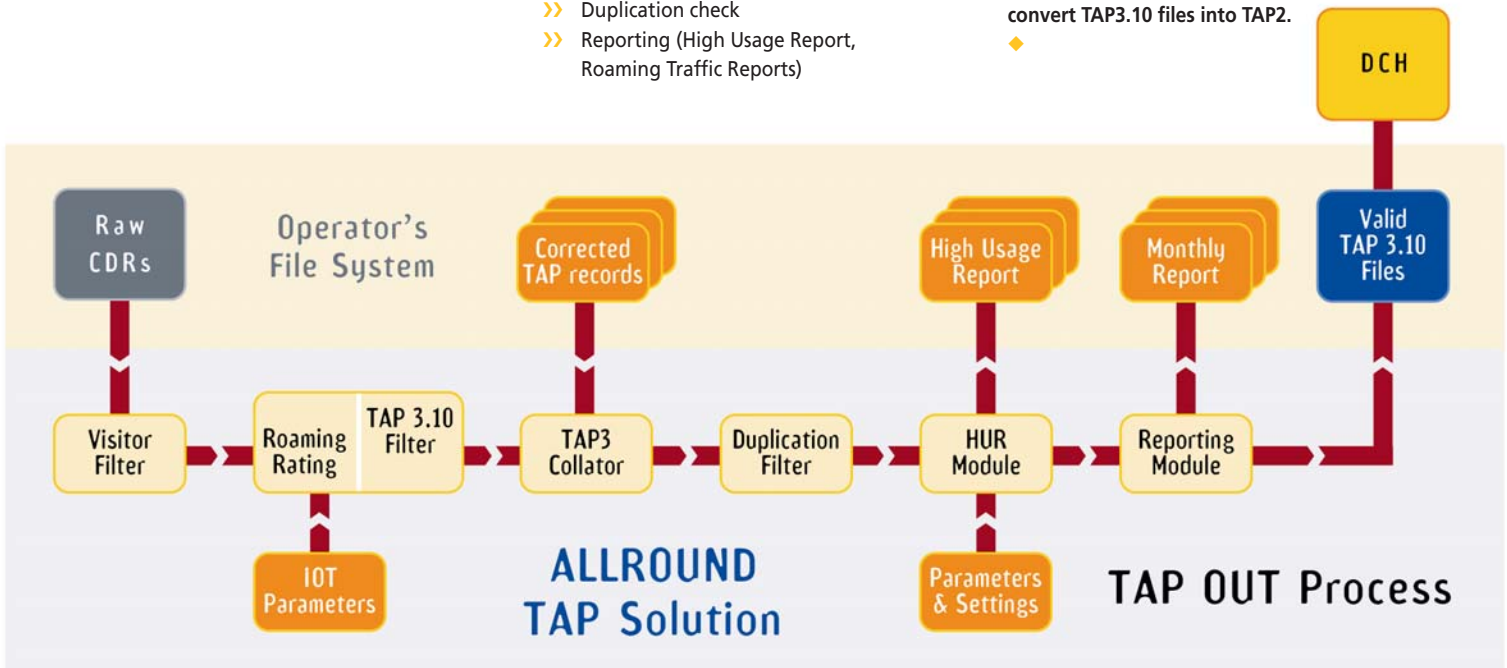 ›› Duplication check
›› Reporting (High Usage Report,
Roaming Traffic Reports)
convert TAP3.10 files into TAP2.
DCH
Raw
CDRs
Operator's
File System
Corrected
TAP records
High Usage
Report
Monthly
Report
Valid
TAP 3.10
Files
Visitor
Filter
Roaming
Rating
TAP 3.10
Filter
TAP3
Collator
Duplication
Filter
HUR
Module
Reporting
Module
IOT
Parameters
ALLROUND
TAP Solution
Parameters
& Settings
TAP OUT Process